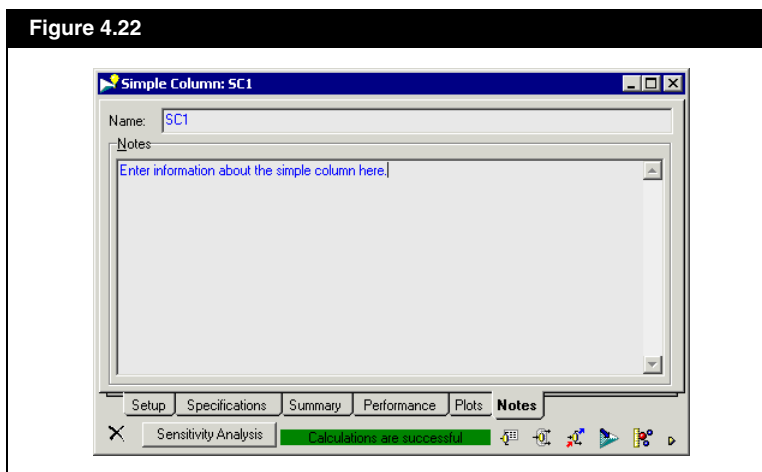 Figure 4.22
Simple Column: SC1
Name: SC1
Notes
Enter information about the simple column here.
Setup Specifications Summary Performance Plots Notes
Sensitivity Analysis Calculations are successful